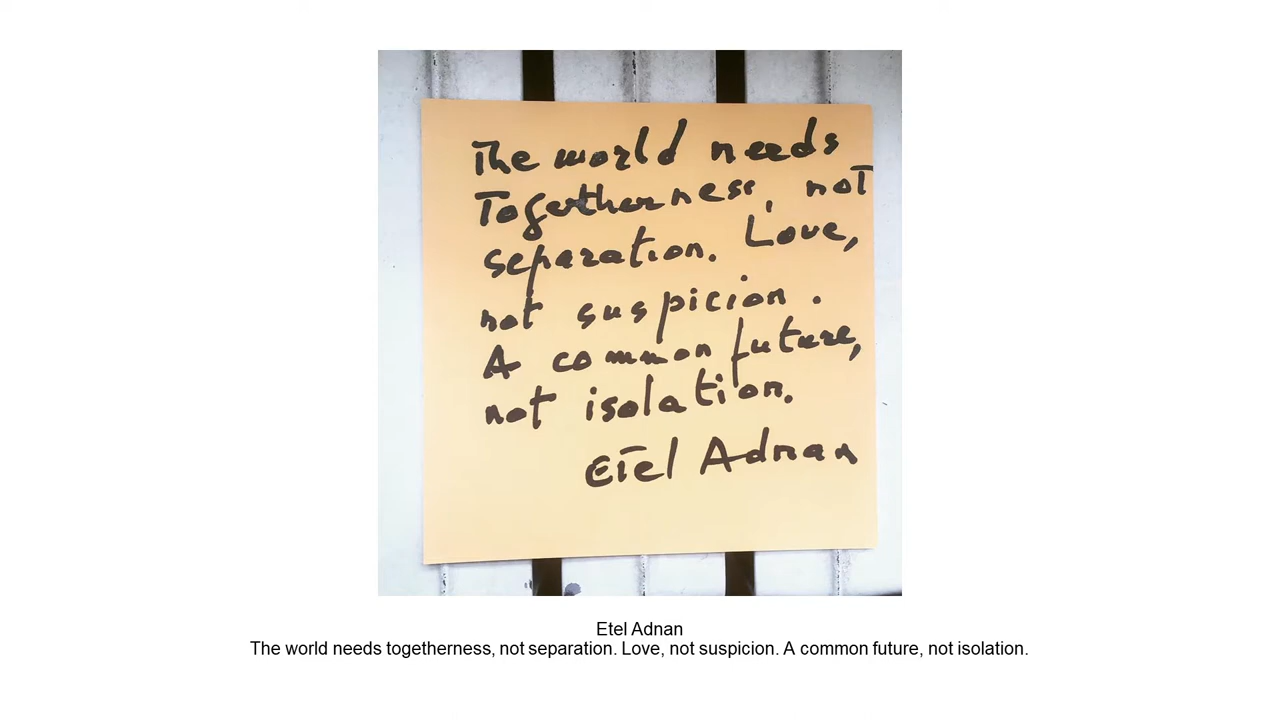 The world needs
Togetherness, not
separation. Love,
not suspicion.
A common future,
not isolation.
Etel Adnan
Etel Adnan
The world needs togetherness, not separation. Love, not suspicion. A common future, not isolation.